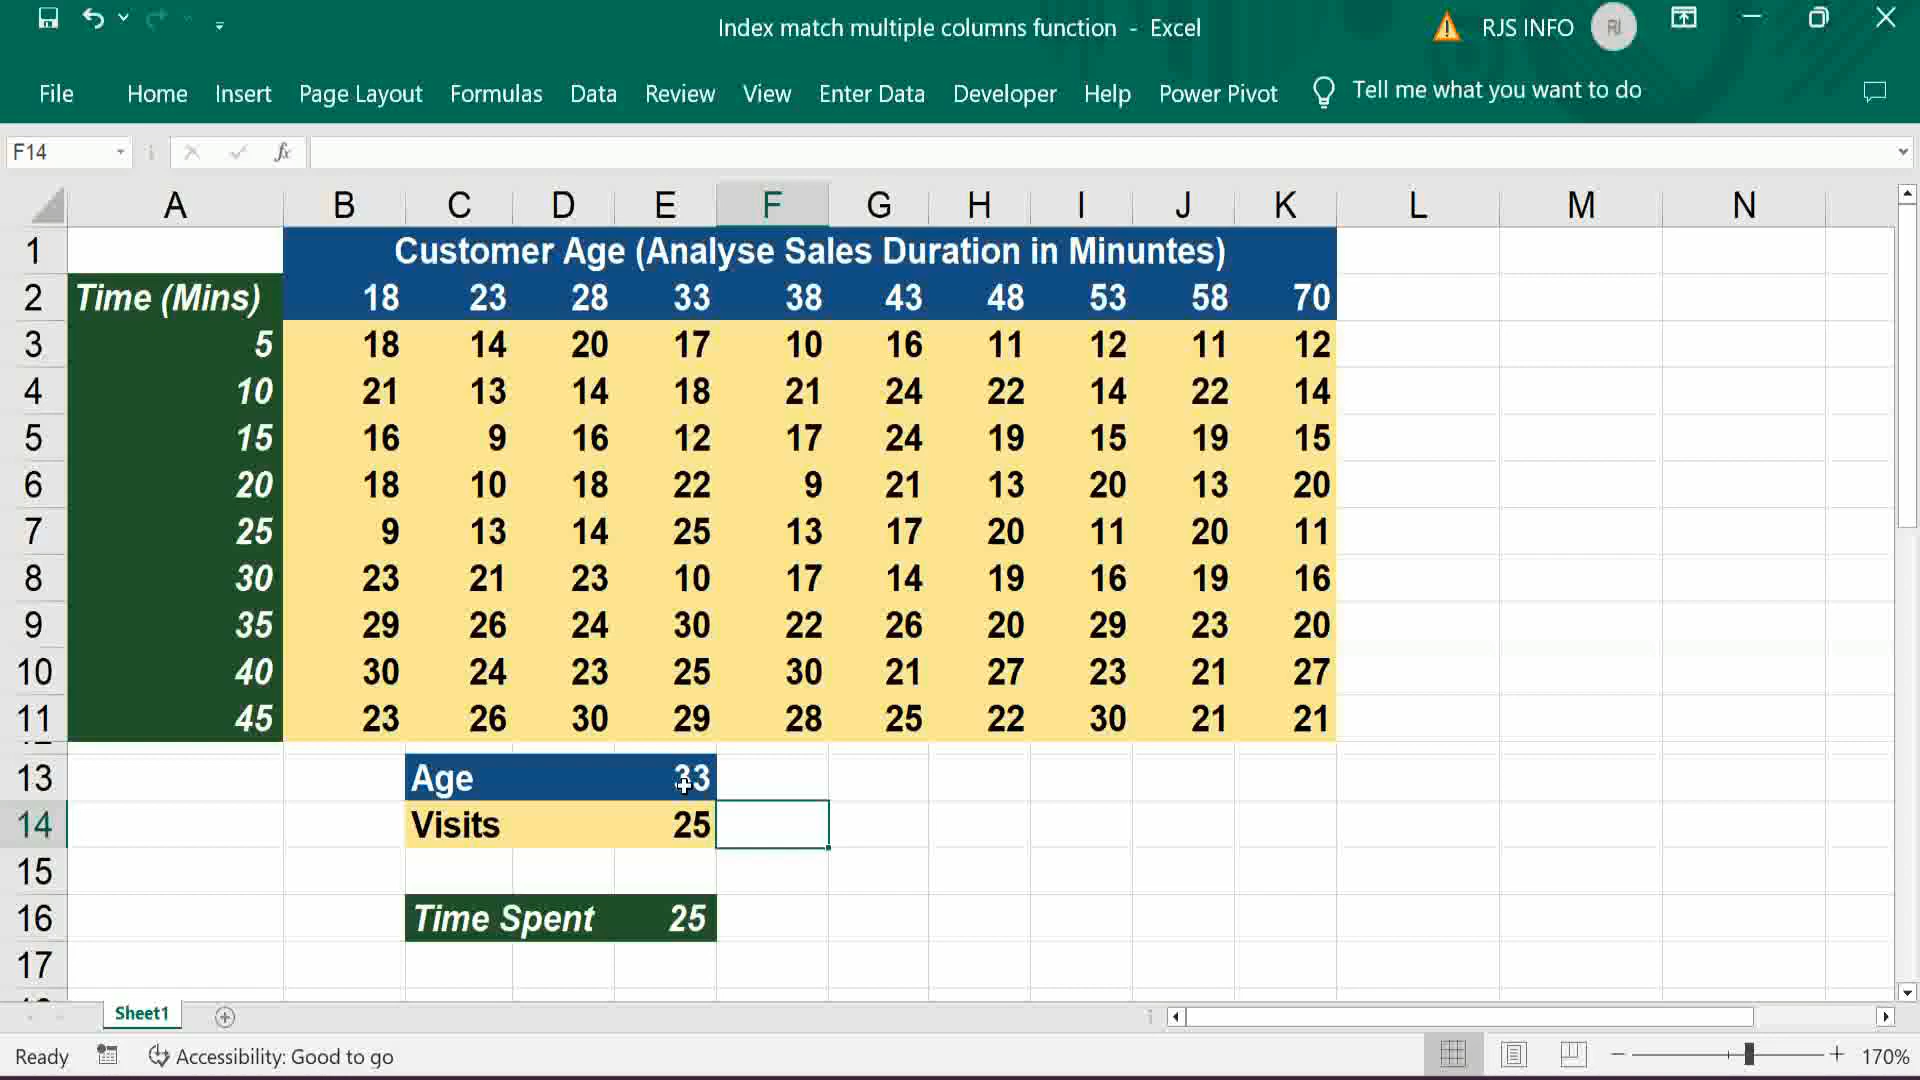 Index match multiple columns function - Excel
RJS INFO RI
File Home Insert Page Layout Formulas Data Review View Enter Data Developer Help Power Pivot Tell me what you want to do
F14 fx
A B C D E F G H I J K L M N
1 Customer Age (Analyse Sales Duration in Minuntes)
2 Time (Mins) 18 23 28 33 38 43 48 53 58 70
3 5 18 14 20 17 10 16 11 12 11 12
4 10 21 13 14 18 21 24 22 14 22 14
5 15 16 9 16 12 17 24 19 15 19 15
6 20 18 10 18 22 9 21 13 20 13 20
7 25 9 13 14 25 13 17 20 11 20 11
8 30 23 21 23 10 17 14 19 16 19 16
9 35 29 26 24 30 22 26 20 29 23 20
10 40 30 24 23 25 30 21 27 23 21 27
11 45 23 26 30 29 28 25 22 30 21 21
13 Age 33
14 Visits 25
15
16 Time Spent 25
17
Sheet1
Ready Accessibility: Good to go 170%